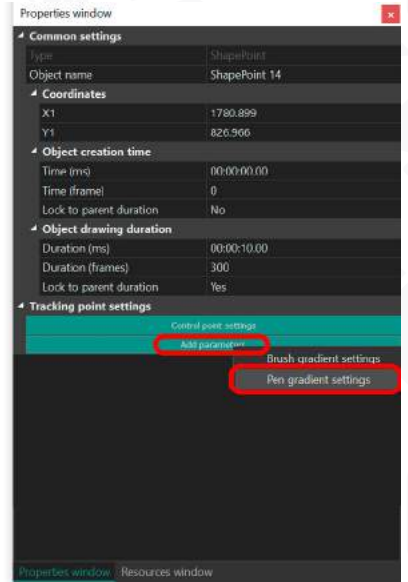 Properties window
Common settings
Type ShapePoint
Object name ShapePoint 14
Coordinates
X1 1780.899
Y1 826.966
Object creation time
Time (ms) 00:00:00.00
Time (frame) 0
Lock to parent duration No
Object drawing duration
Duration (ms) 00:00:10.00
Duration (frames) 300
Lock to parent duration Yes
Tracking point settings
Control point settings
Add parameters
Brush gradient settings
Pen gradient settings
Properties window Resources window